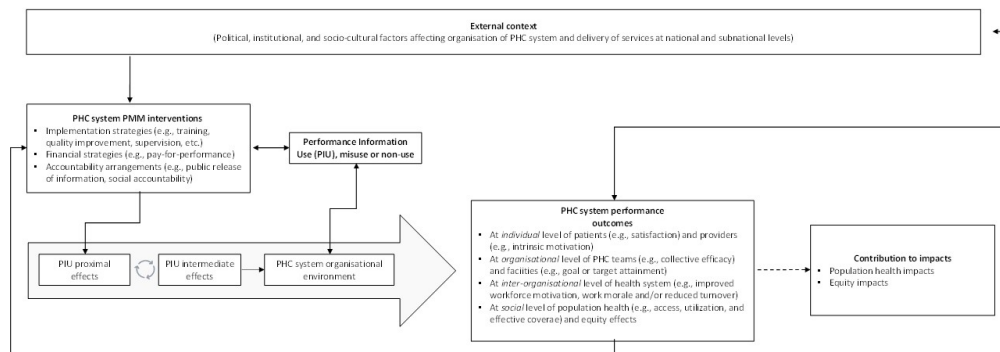 External context
(Political, institutional, and socio-cultural factors affecting organisation of PHC system and delivery of services at national and subnational levels)
PHC system PMM interventions
▪ Implementation strategies (e.g., training,
quality improvement, supervision, etc.)
▪ Financial strategies (e.g., pay-for-performance)
▪ Accountability arrangements (e.g., public release
of information, social accountability)
Performance Information
Use (PIU), misuse or non-use
PIU proximal
effects
PIU intermediate
effects
PHC system organisational
environment
PHC system performance
outcomes
▪ At individual level of patients (e.g., satisfaction) and providers
(e.g., intrinsic motivation)
▪ At organisational level of PHC teams (e.g., collective efficacy)
and faciities (e.g., goal or target attainment)
▪ At inter-organisational level of health system (e.g., improved
workforce motivation, work morale and/or reduced turnover)
▪ At social level of population health (e.g., access, utilization, and
effective coverae) and equity effects
Contribution to impacts
▪ Population health impacts
▪ Equity impacts